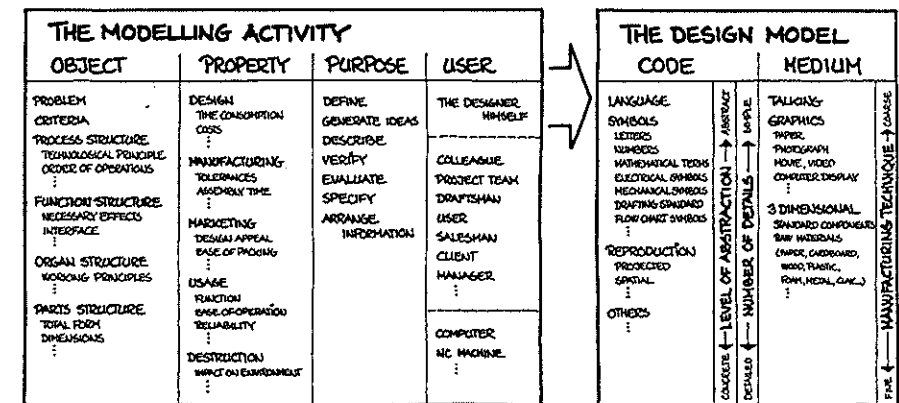 THE MODELLING ACTIVITY
OBJECT
PROBLEM
CRITERIA
PROCESS STRUCTURE
TECHNOLOGICAL PRINCIPLE
ORDER OF OPERATIONS
FUNCTION STRUCTURE
NECESSARY EFFECTS
INTERFACE
ORGAN STRUCTURE
WORKING PRINCIPLES
PARTS STRUCTURE
TOTAL FORM
DIMENSIONS
PROPERTY
DESIGN
TIME CONSUMPTION
COSTS
MANUFACTURING
TOLERANCES
ASSEMBLY TIME
MARKETING
DESIGN APPEAL
EASE OF PACKING
USAGE
FUNCTION
EASE OF OPERATION
RELIABILITY
DESTRUCTION
IMPACT ON ENVIRONMENT
PURPOSE
DEFINE
GENERATE IDEAS
DESCRIBE
VERIFY
EVALUATE
SPECIFY
ARRANGE
INFORMATION
USER
THE DESIGNER
HIMSELF
COLLEAGUE
PROJECT TEAM
DRAFTSMAN
USER
SALESMAN
CLIENT
MANAGER
COMPUTER
NC MACHINE
THE DESIGN MODEL
CODE
LANGUAGE
SYMBOLS
LETTERS
NUMBERS
MATHEMATICAL TERMS
ELECTRICAL SYMBOLS
MECHANICAL SYMBOLS
DRAFTING STANDARD
FLOW CHART SYMBOLS
REPRODUCTION
PROJECTED
SPATIAL
OTHERS
CONCRETE ← LEVEL OF ABSTRACTION → ABSTRACT
DETAILED ← NUMBER OF DETAILS → SIMPLE
MEDIUM
TALKING
GRAPHICS
PAPER
PHOTOGRAPH
MOVIE, VIDEO
COMPUTER DISPLAY
3 DIMENSIONAL
STANDARD COMPONENTS
RAW MATERIALS
(PAPER, CARDBOARD,
WOOD, PLASTIC,
FOAM, METAL, CLAY...)
FINE ← MANUFACTURING TECHNIQUE → COARSE